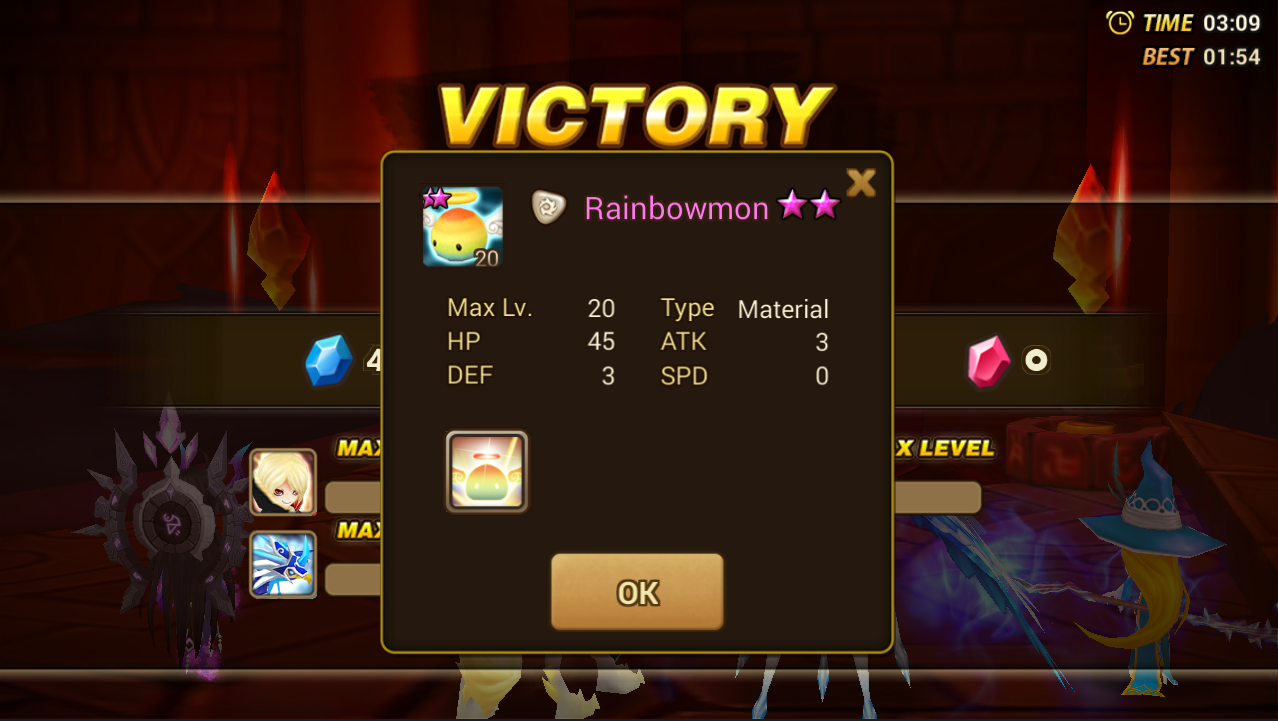 TIME 03:09
BEST 01:54
VICTORY
Rainbowmon
20
Max Lv. 20 Type Material
HP 45 ATK 3
DEF 3 SPD 0
4
0
MAX
X LEVEL
MAX
OK